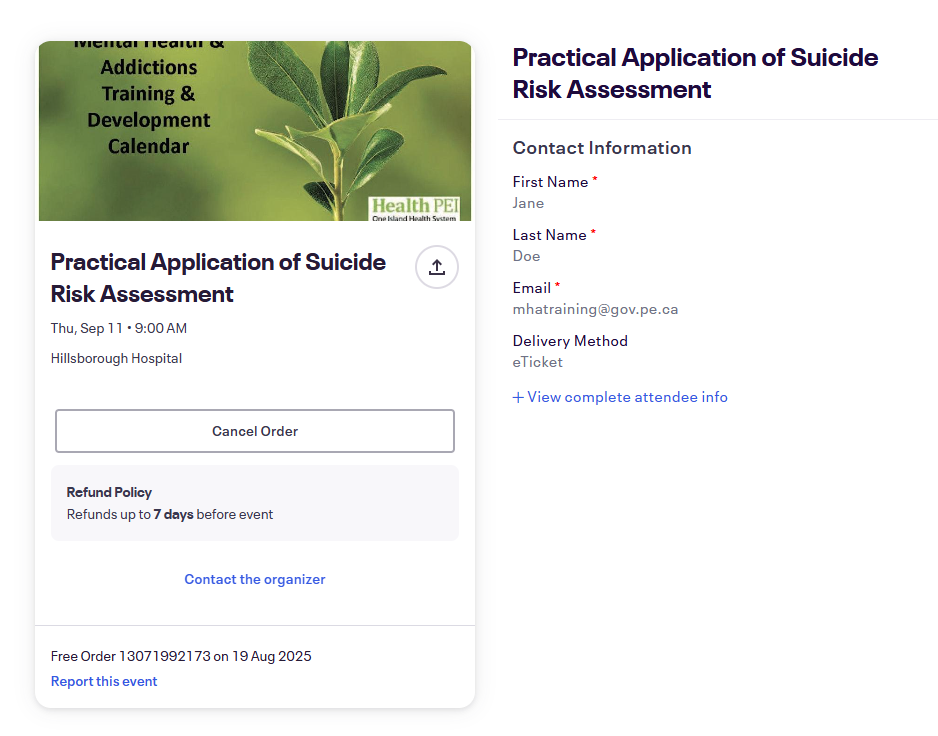 Mental Health &
Addictions
Training &
Development
Calendar
Health PEI
One Island Health System
Practical Application of Suicide
Risk Assessment
Thu, Sep 11 • 9:00 AM
Hillsborough Hospital
Cancel Order
Refund Policy
Refunds up to 7 days before event
Contact the organizer
Free Order 13071992173 on 19 Aug 2025
Report this event
Practical Application of Suicide
Risk Assessment
Contact Information
First Name *
Jane
Last Name *
Doe
Email *
mhatraining@gov.pe.ca
Delivery Method
eTicket
+ View complete attendee info